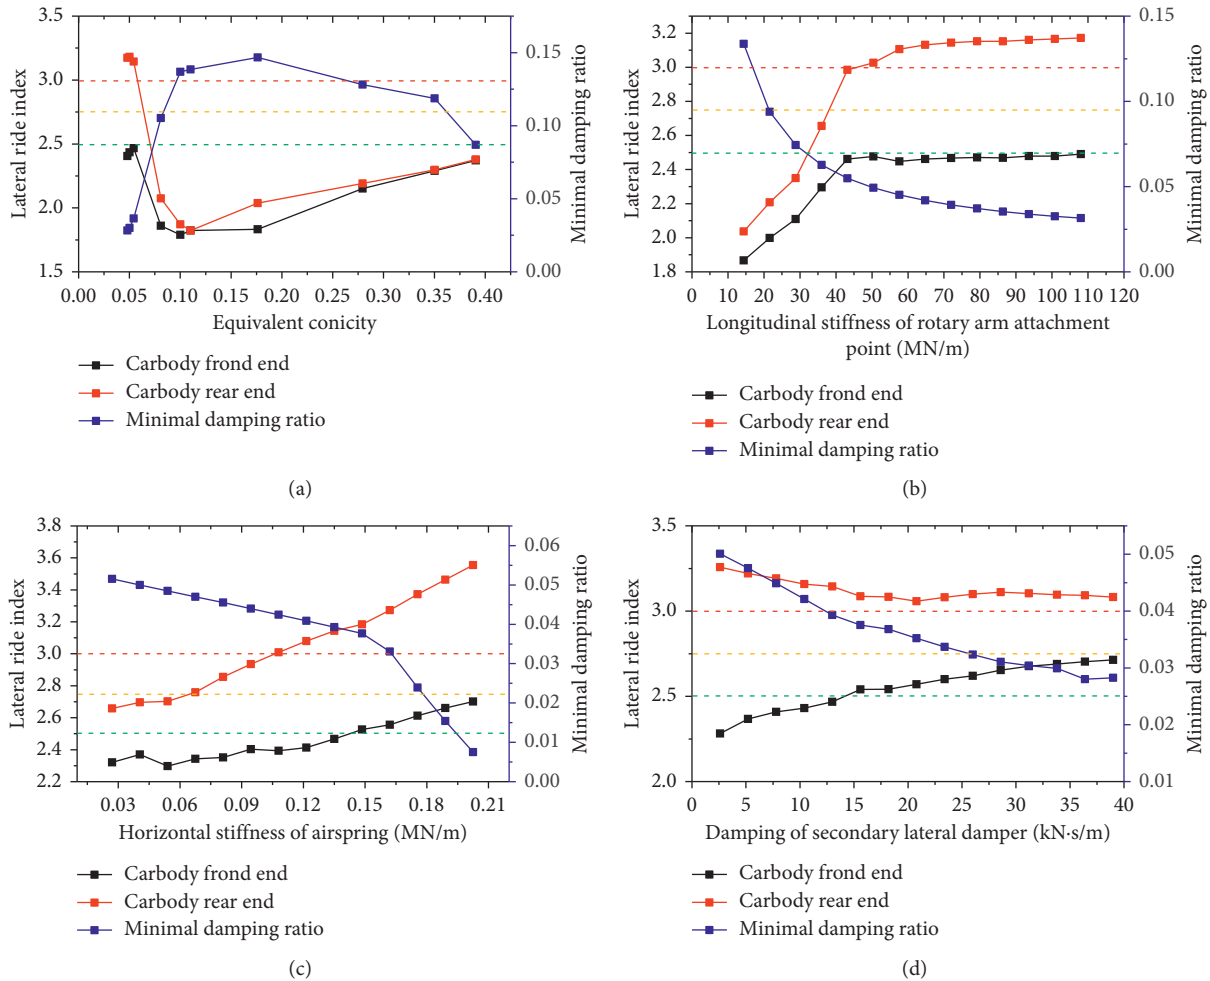 3.5
3.0
2.5
2.0
1.5
Lateral ride index
0.15
0.10
0.05
0.00
Minimal damping ratio
0.00 0.05 0.10 0.15 0.20 0.25 0.30 0.35 0.40
Equivalent conicity
Carbody frond end
Carbody rear end
Minimal damping ratio
(a)
3.2
3.0
2.8
2.6
2.4
2.2
2.0
1.8
Lateral ride index
0.15
0.10
0.05
0.00
Minimal damping ratio
0 10 20 30 40 50 60 70 80 90 100 110 120
Longitudinal stiffness of rotary arm attachment
point (MN/m)
Carbody frond end
Carbody rear end
Minimal damping ratio
(b)
3.8
3.6
3.4
3.2
3.0
2.8
2.6
2.4
2.2
Lateral ride index
0.06
0.05
0.04
0.03
0.02
0.01
0.00
Minimal damping ratio
0.03 0.06 0.09 0.12 0.15 0.18 0.21
Horizontal stiffness of airspring (MN/m)
Carbody frond end
Carbody rear end
Minimal damping ratio
(c)
3.5
3.0
2.5
2.0
Lateral ride index
0.05
0.04
0.03
0.02
0.01
Minimal damping ratio
0 5 10 15 20 25 30 35 40
Damping of secondary lateral damper (kN·s/m)
Carbody frond end
Carbody rear end
Minimal damping ratio
(d)